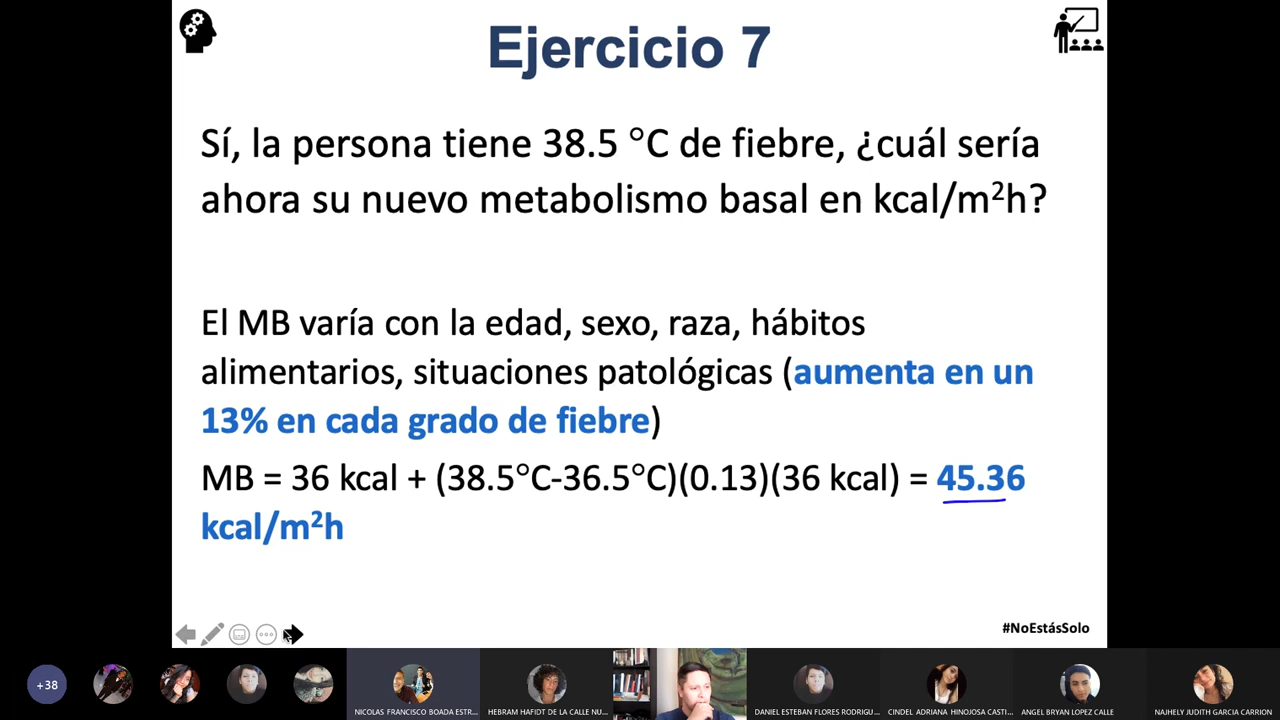 Ejercicio 7
Sí, la persona tiene 38.5 °C de fiebre, ¿cuál sería
ahora su nuevo metabolismo basal en kcal/m²h?
El MB varía con la edad, sexo, raza, hábitos
alimentarios, situaciones patológicas (aumenta en un
13% en cada grado de fiebre)
MB = 36 kcal + (38.5°C-36.5°C)(0.13)(36 kcal) = 45.36
kcal/m²h
#NoEstásSolo
+38
NICOLAS FRANCISCO BOADA ESTR...
HEBRAM HAFIDT DE LA CALLE NU...
DANIEL ESTEBAN FLORES RODRIGU...
CINDEL ADRIANA HINOJOSA CASTI...
ANGEL BRYAN LOPEZ CALLE
NAJHELY JUDITH GARCIA CARRION